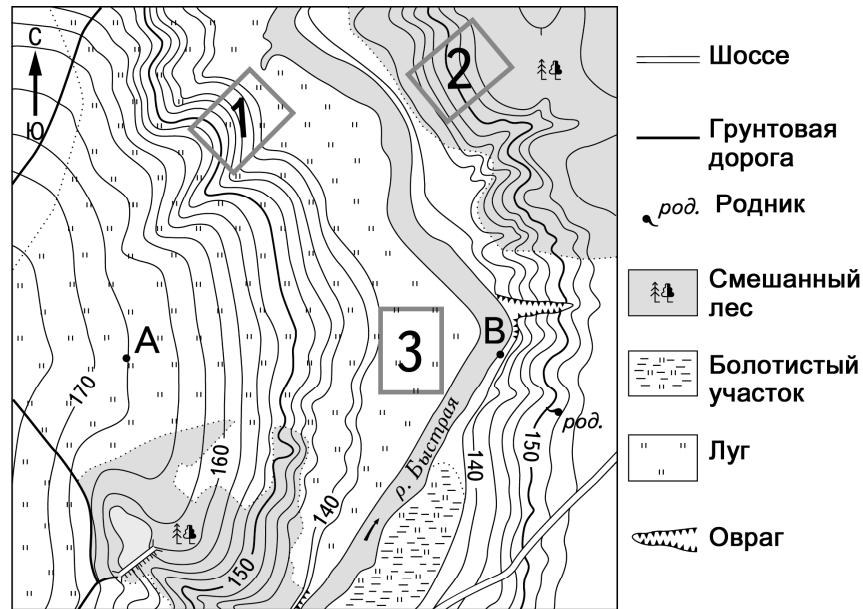 С
Ю
1
2
3
А
В
170
160
150
140
140
150
р. Быстрая
род.
Шоссе
Грунтовая
дорога
род.
Родник
Смешанный
лес
Болотистый
участок
Луг
Овраг